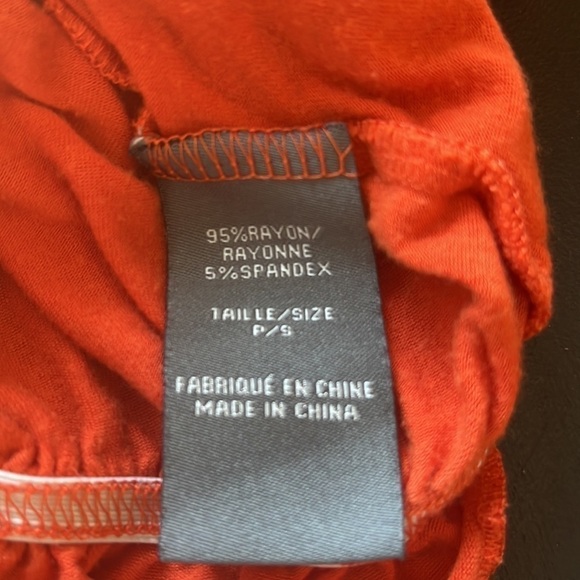 95%RAYON/
RAYONNE
5%SPANDEX
TAILLE/SIZE
P/S
FABRIQUÉ EN CHINE
MADE IN CHINA